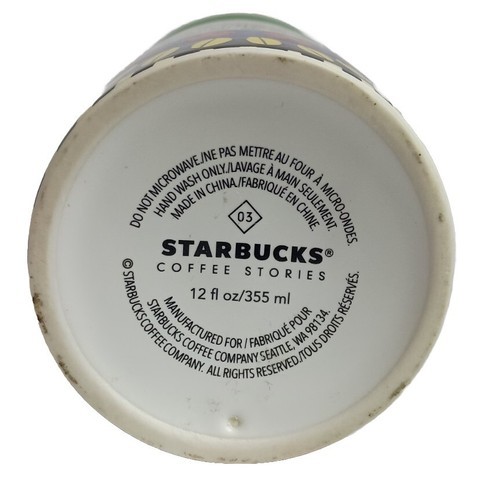 DO NOT MICROWAVE./NE PAS METTRE AU FOUR À MICRO-ONDES.
HAND WASH ONLY./LAVAGE À MAIN SEULEMENT.
MADE IN CHINA./FABRIQUÉ EN CHINE.
03
STARBUCKS®
COFFEE STORIES
12 fl oz/355 ml
MANUFACTURED FOR / FABRIQUÉ POUR
STARBUCKS COFFEE COMPANY SEATTLE, WA 98134.
© STARBUCKS COFFEE COMPANY. ALL RIGHTS RESERVED./TOUS DROITS RÉSERVÉS.